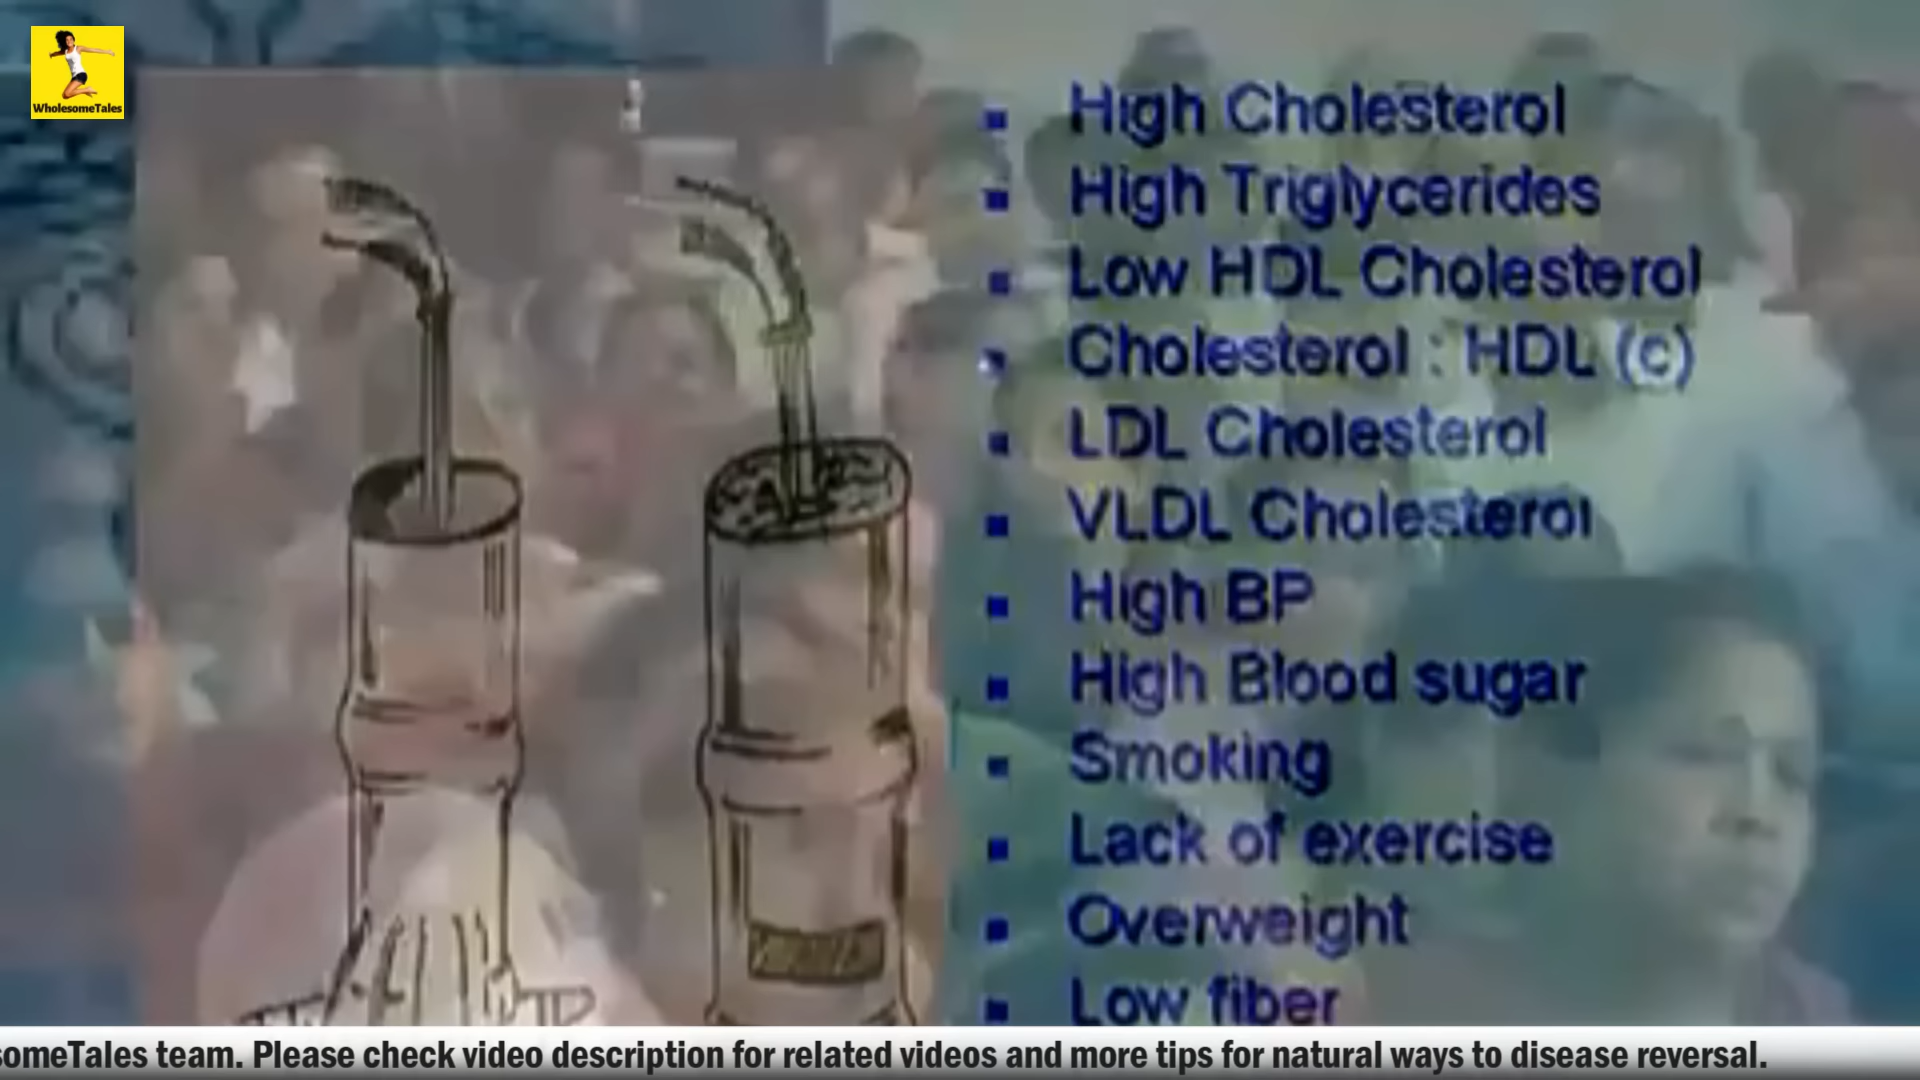 WholesomeTales
High Cholesterol
High Triglycerides
Low HDL Cholesterol
Cholesterol : HDL (c)
LDL Cholesterol
VLDL Cholesterol
High BP
High Blood sugar
Smoking
Lack of exercise
Overweight
Low fiber
someTales team. Please check video description for related videos and more tips for natural ways to disease reversal.